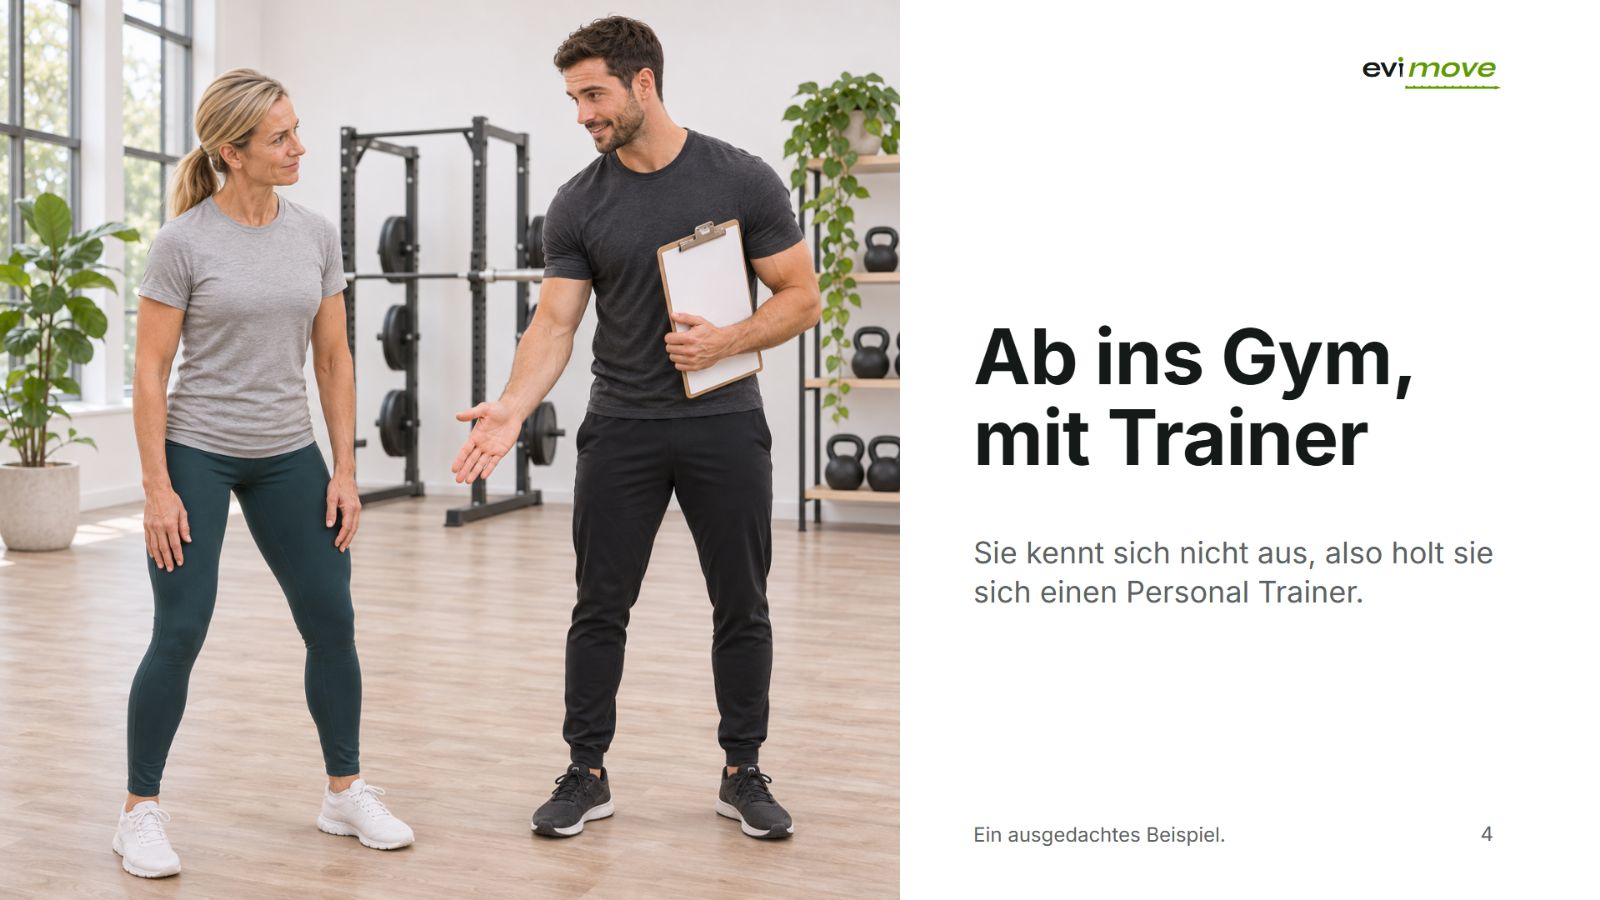 evimove
Ab ins Gym,
mit Trainer
Sie kennt sich nicht aus, also holt sie
sich einen Personal Trainer.
Ein ausgedachtes Beispiel.
4